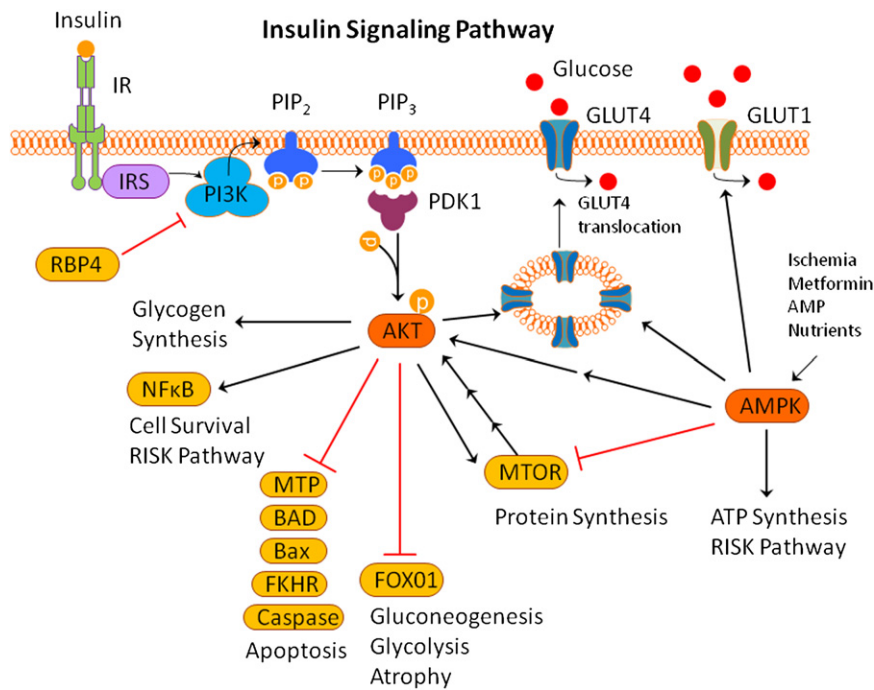 Insulin Signaling Pathway
Insulin
IR
IRS
PI3K
PIP2
PIP3
p p
p p p
PDK1
RBP4
Glucose
GLUT4
GLUT1
GLUT4
translocation
Ischemia
Metformin
AMP
Nutrients
p
p
AKT
Glycogen
Synthesis
NFκB
Cell Survival
RISK Pathway
MTP
BAD
Bax
FKHR
Caspase
Apoptosis
FOX01
Gluconeogenesis
Glycolysis
Atrophy
MTOR
Protein Synthesis
AMPK
ATP Synthesis
RISK Pathway